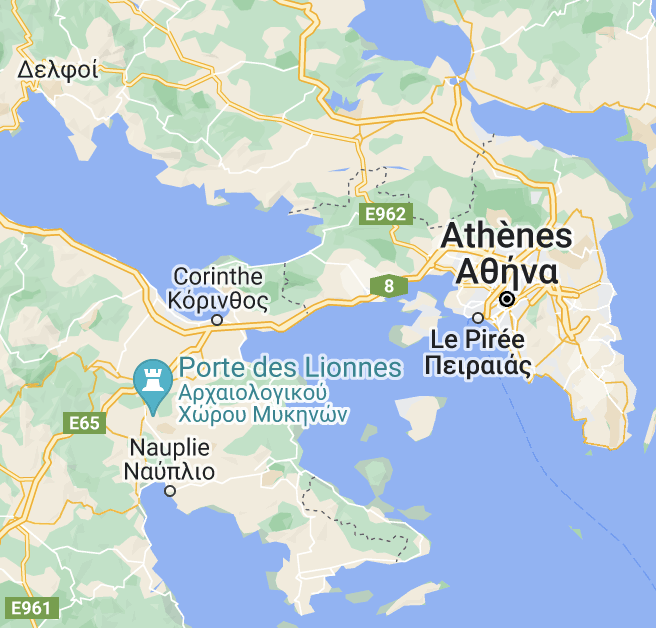 Δελφοί
E962
Athènes
Αθήνα
Corinthe
Κόρινθος
8
Le Pirée
Πειραιάς
Porte des Lionnes
Αρχαιολογικού
Χώρου Μυκηνών
E65
Nauplie
Ναύπλιο
E961